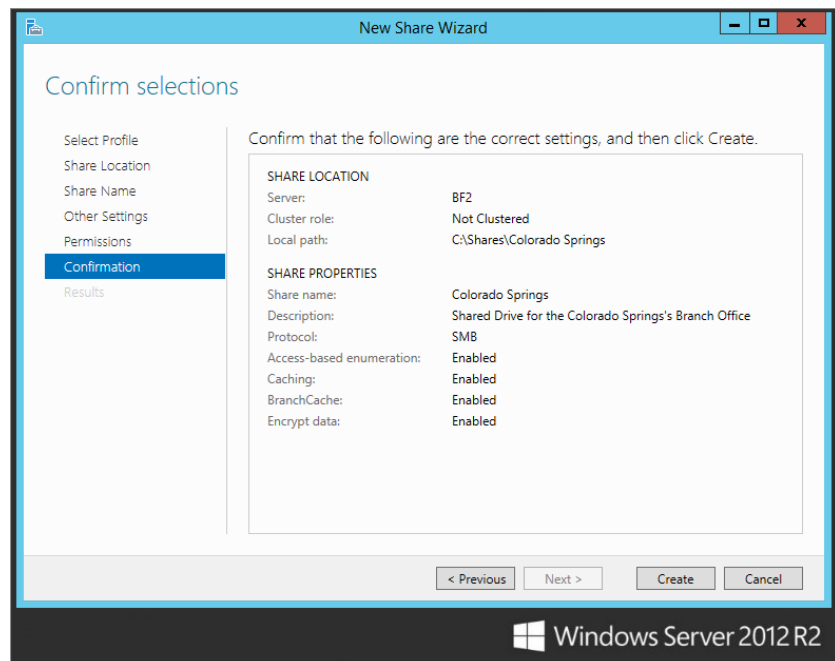 New Share Wizard
Confirm selections
Select Profile
Share Location
Share Name
Other Settings
Permissions
Confirmation
Results
Confirm that the following are the correct settings, and then click Create.
SHARE LOCATION
Server: BF2
Cluster role: Not Clustered
Local path: C:\Shares\Colorado Springs
SHARE PROPERTIES
Share name: Colorado Springs
Description: Shared Drive for the Colorado Springs's Branch Office
Protocol: SMB
Access-based enumeration: Enabled
Caching: Enabled
BranchCache: Enabled
Encrypt data: Enabled
< Previous Next > Create Cancel
Windows Server 2012 R2